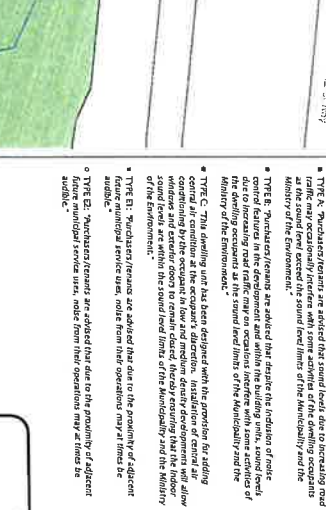 TYPE A: "Purchasers/tenants are advised that sound levels due to increasing road
traffic may occasionally interfere with some activities of the dwelling occupants
as the sound level exceed the sound level limits of the Municipality and the
Ministry of the Environment."
TYPE B: "Purchasers/tenants are advised that despite the inclusion of noise
control features in the development and within the building units, sound levels
due to increasing road traffic may on occasions interfere with some activities of
the dwelling occupants as the sound level limits of the Municipality and the
Ministry of the Environment.
TYPE C: "This dwelling unit has been designed with the provision for adding
central air condition at the occupant's discretion. Installation of central air
conditioning by the occupant in low and medium density developments will allow
windows and exterior doors to remain closed, thereby ensuring that the indoor
sound levels are within the sound level limits of the Municipality and the Ministry
of the Environment."
TYPE E1: "Purchasers/tenants are advised that due to the proximity of adjacent
future municipal service uses, noise from their operations may at times be
audible."
TYPE E2: "Purchasers/tenants are advised that due to the proximity of adjacent
future municipal service uses, noise from their operations may at times be
audible."